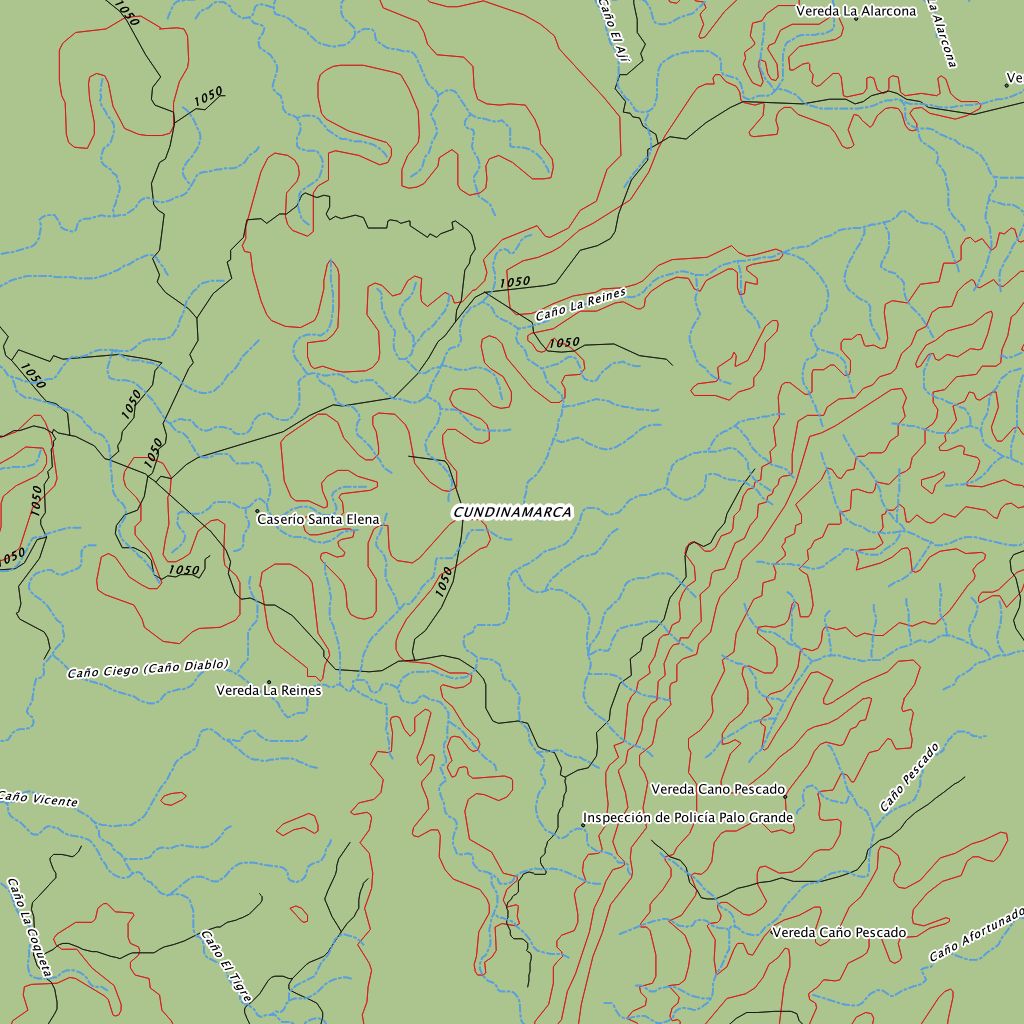 1050
Caño El Ají
Vereda La Alarcona
La Alarcona
Ve
1050
1050
Caño La Reines
1050
1050
1050
1050
1050
CUNDINAMARCA
Caserío Santa Elena
1050
1050
1050
Caño Ciego (Caño Diablo)
Vereda La Reines
Caño Pescado
Vereda Cano Pescado
Caño Vicente
Inspección de Policía Palo Grande
Caño La Coqueta
Vereda Caño Pescado
Caño Afortunado
Caño El Tigre